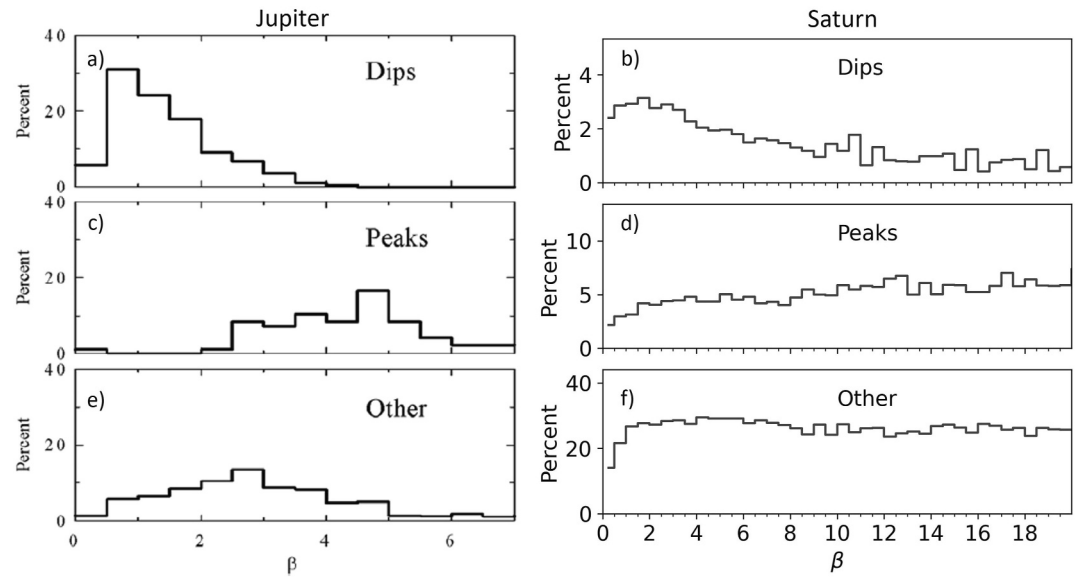 Jupiter
Saturn
40
20
0
Percent
a)
Dips
4
2
0
Percent
b)
Dips
40
20
0
Percent
c)
Peaks
10
5
0
Percent
d)
Peaks
40
20
0
Percent
e)
Other
40
20
0
Percent
f)
Other
0 2 4 6
β
0 2 4 6 8 10 12 14 16 18
β